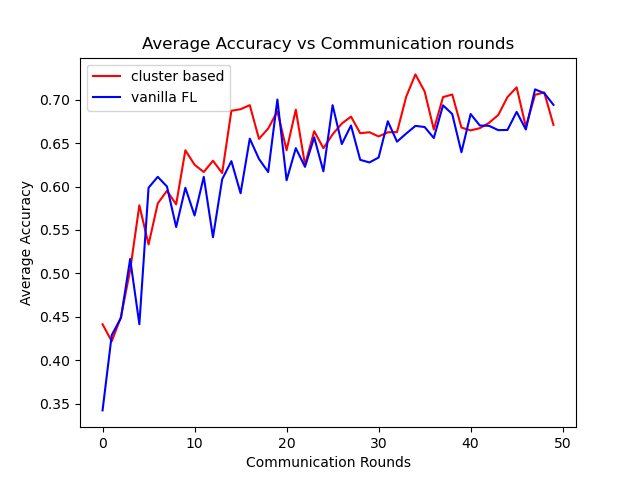 Average Accuracy vs Communication rounds
cluster based
vanilla FL
0.70
0.65
0.60
0.55
0.50
0.45
0.40
0.35
Average Accuracy
0 10 20 30 40 50
Communication Rounds